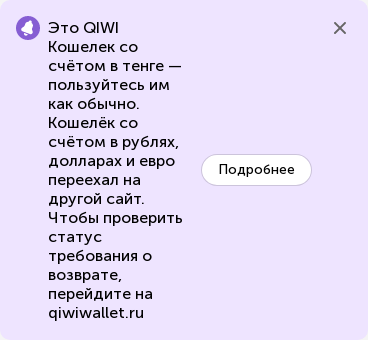 Это QIWI
Кошелек со
счётом в тенге —
пользуйтесь им
как обычно.
Кошелёк со
счётом в рублях,
долларах и евро
переехал на
другой сайт.
Чтобы проверить
статус
требования о
возврате,
перейдите на
qiwiwallet.ru
Подробнее